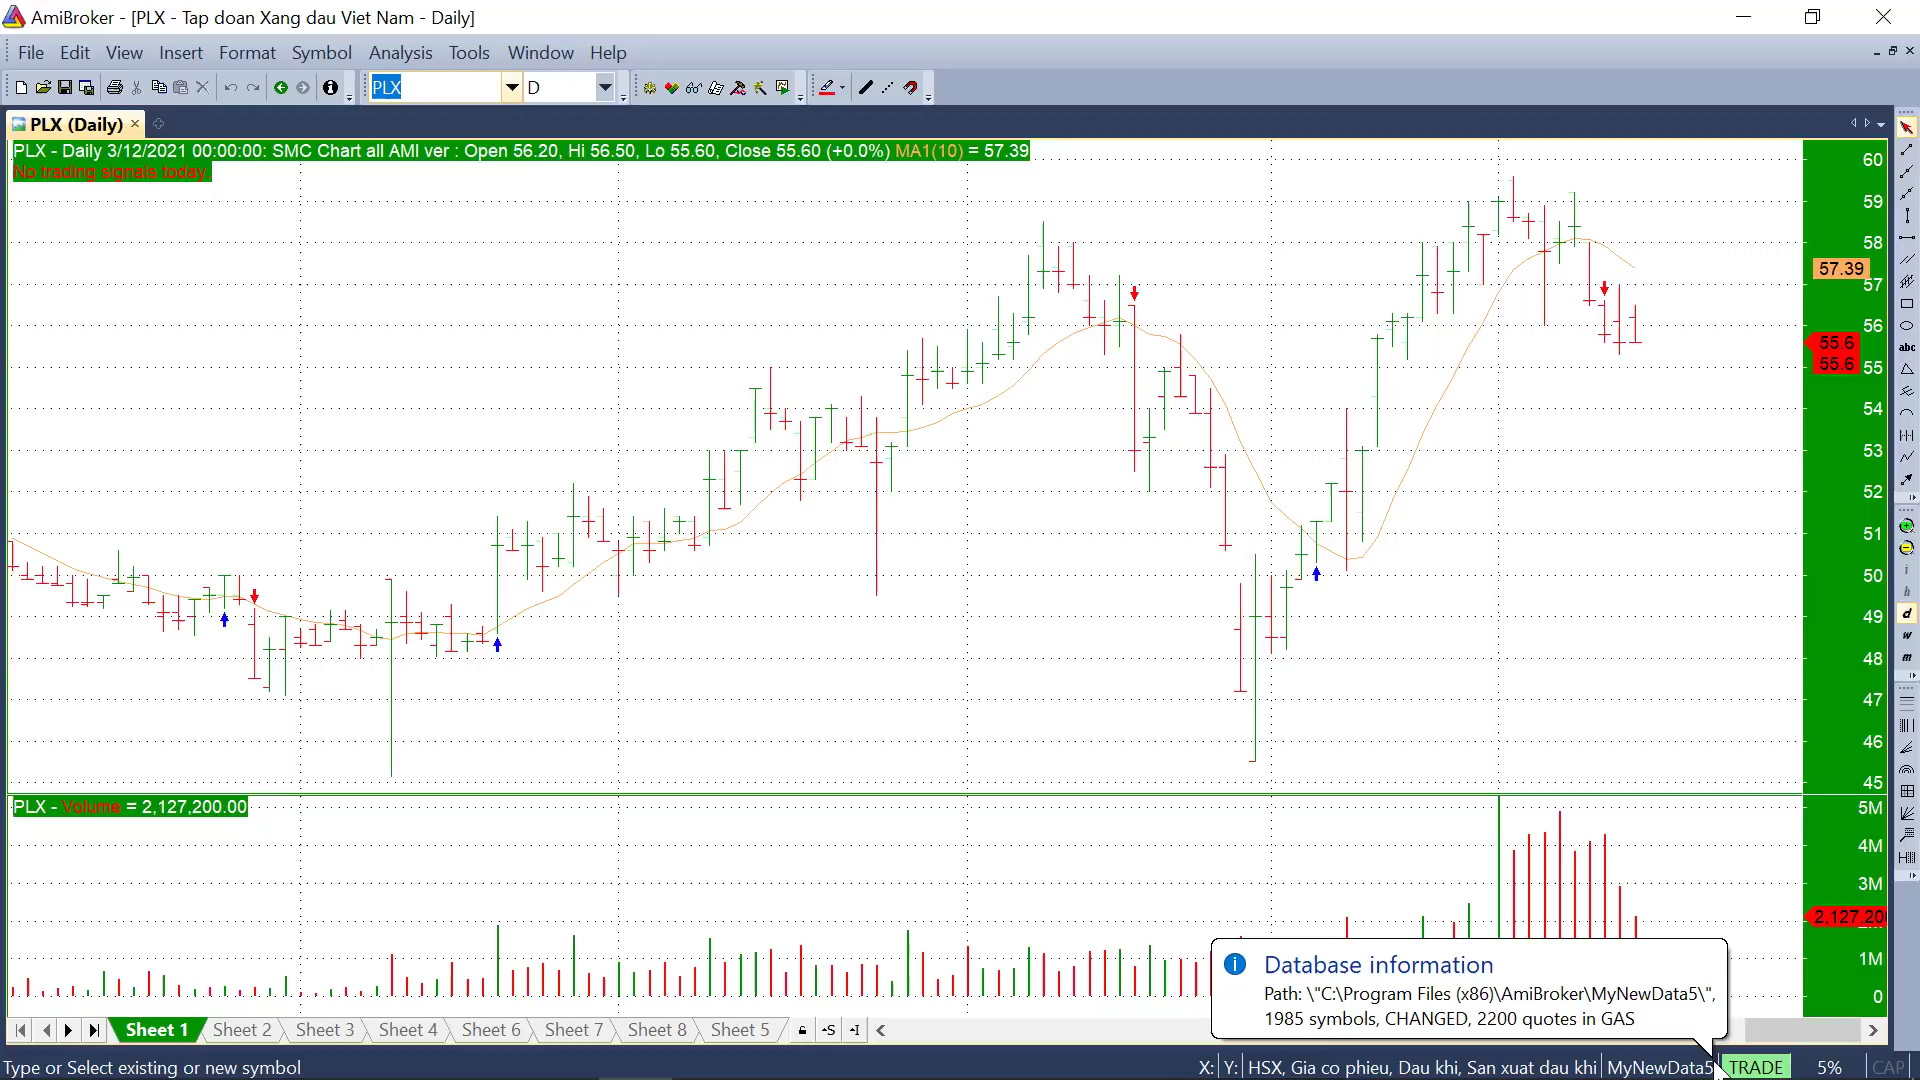 AmiBroker - [PLX - Tap doan Xang dau Viet Nam - Daily]
File Edit View Insert Format Symbol Analysis Tools Window Help
PLX D
PLX (Daily)
PLX - Daily 3/12/2021 00:00:00: SMC Chart all AMI ver : Open 56.20, Hi 56.50, Lo 55.60, Close 55.60 (+0.0%) MA1(10) = 57.39
No trading signals today.
60
59
58
57.39
57
56
55.6
55.6
55
54
53
52
51
50
49
48
47
46
45
abc
i
h
d
w
m
PLX - Volume = 2,127,200.00
5M
4M
3M
2,127,20
1M
0
Database information
Path: \"C:\Program Files (x86)\AmiBroker\MyNewData5\",
1985 symbols, CHANGED, 2200 quotes in GAS
Sheet 1 Sheet 2 Sheet 3 Sheet 4 Sheet 6 Sheet 7 Sheet 8 Sheet 5
Type or Select existing or new symbol X: Y: HSX, Gia co phieu, Dau khi, San xuat dau khi MyNewData5 TRADE 5% CAP